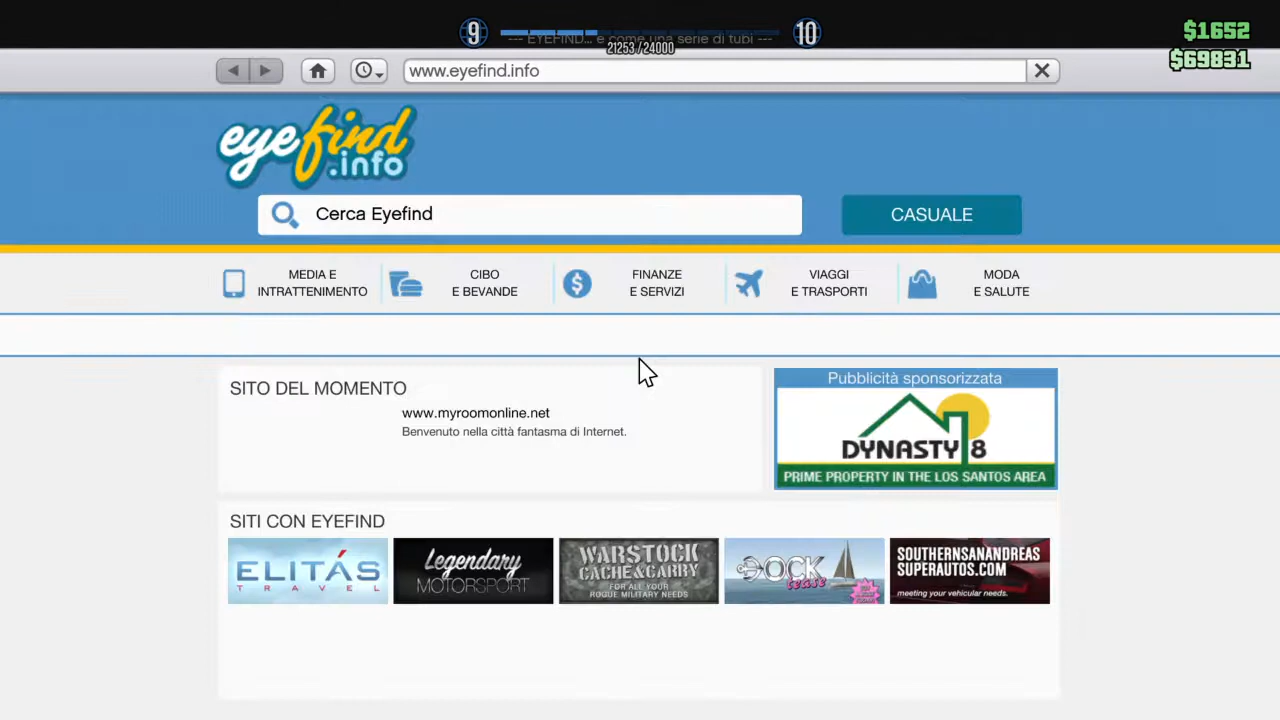 9
10
--- EYEFIND... è come una serie di tubi ---
21253/24000
$1652
$69831
www.eyefind.info
eyefind
.info
Cerca Eyefind
CASUALE
MEDIA E
INTRATTENIMENTO
CIBO
E BEVANDE
FINANZE
E SERVIZI
VIAGGI
E TRASPORTI
MODA
E SALUTE
SITO DEL MOMENTO
www.myroomonline.net
Benvenuto nella città fantasma di Internet.
Pubblicità sponsorizzata
DYNASTY 8
PRIME PROPERTY IN THE LOS SANTOS AREA
SITI CON EYEFIND
ELITÁS
TRAVEL
Legendary
MOTORSPORT
WARSTOCK
CACHE & CARRY
FOR ALL YOUR
ROGUE MILITARY NEEDS
DOCK
tease
SOUTHERNSANANDREAS
SUPERAUTOS.COM
meeting your vehicular needs.